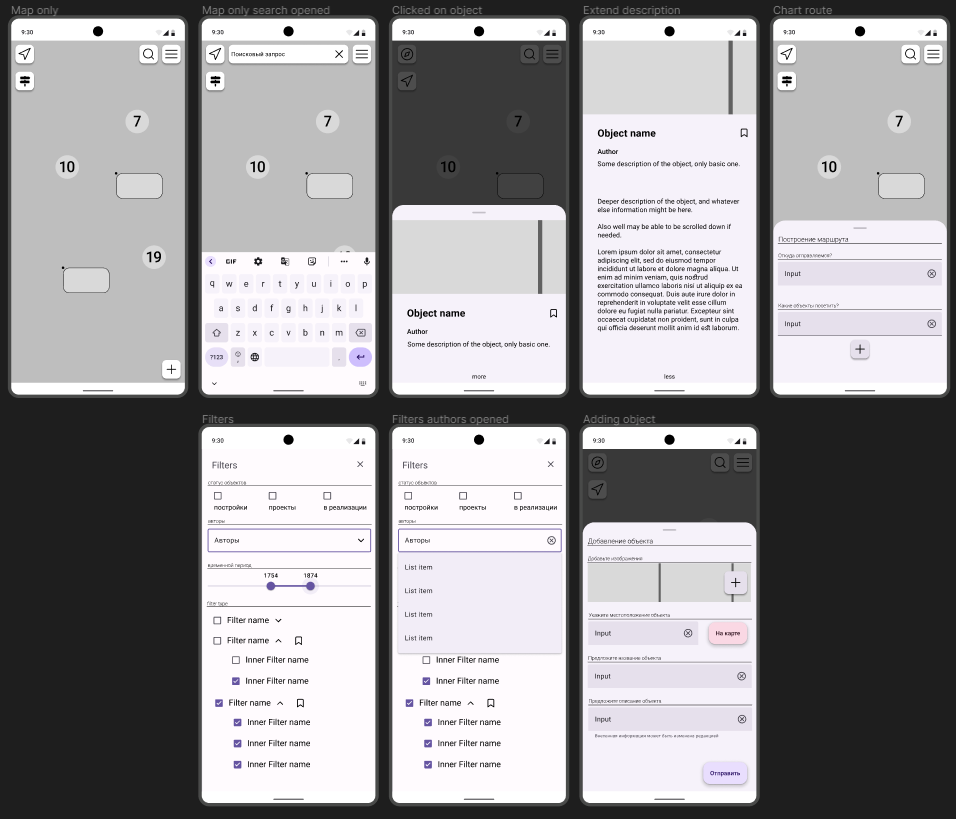 Map only
9:30
7
10
19
Map only search opened
9:30
Поисковый запрос
7
10
GIF
q w e r t y u i o p
a s d f g h j k l
z x c v b n m
?123
,
.
Clicked on object
9:30
7
10
Object name
Author
Some description of the object, only basic one.
more
Extend description
9:30
Object name
Author
Some description of the object, only basic one.
Deeper description of the object, and whatever
else information might be here.
Also well may be able to be scrolled down if
needed.
Lorem ipsum dolor sit amet, consectetur
adipiscing elit, sed do eiusmod tempor
incididunt ut labore et dolore magna aliqua. Ut
enim ad minim veniam, quis nostrud
exercitation ullamco laboris nisi ut aliquip ex ea
commodo consequat. Duis aute irure dolor in
reprehenderit in voluptate velit esse cillum
dolore eu fugiat nulla pariatur. Excepteur sint
occaecat cupidatat non proident, sunt in culpa
qui officia deserunt mollit anim id est laborum.
less
Chart route
9:30
7
10
Построение маршрута
Откуда отправляемся?
Input
Какие объекты посетить?
Input
Filters
9:30
Filters
статус объектов
постройки
проекты
в реализации
авторы
Авторы
временной период
1754
1874
filter type
Filter name
Filter name
Inner Filter name
Inner Filter name
Filter name
Inner Filter name
Inner Filter name
Inner Filter name
Filters authors opened
9:30
Filters
статус объектов
постройки
проекты
в реализации
авторы
Авторы
List item
List item
List item
List item
Inner Filter name
Inner Filter name
Filter name
Inner Filter name
Inner Filter name
Inner Filter name
Adding object
9:30
Добавление объекта
Добавьте изображения
Укажите местоположение объекта
Input
На карте
Предложите название объекта
Input
Предложите описание объекта
Input
Внесенная информация может быть изменена редакцией
Отправить